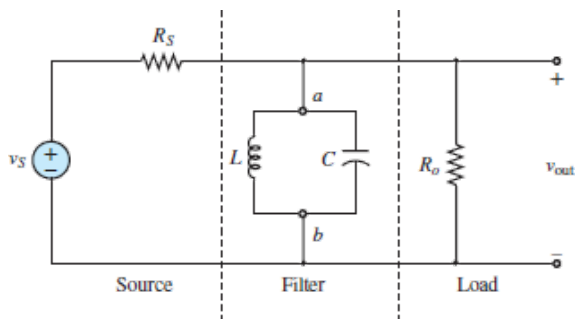 R_S
+
a
v_S
+
−
L
C
R_o
v_out
b
−
Source Filter Load